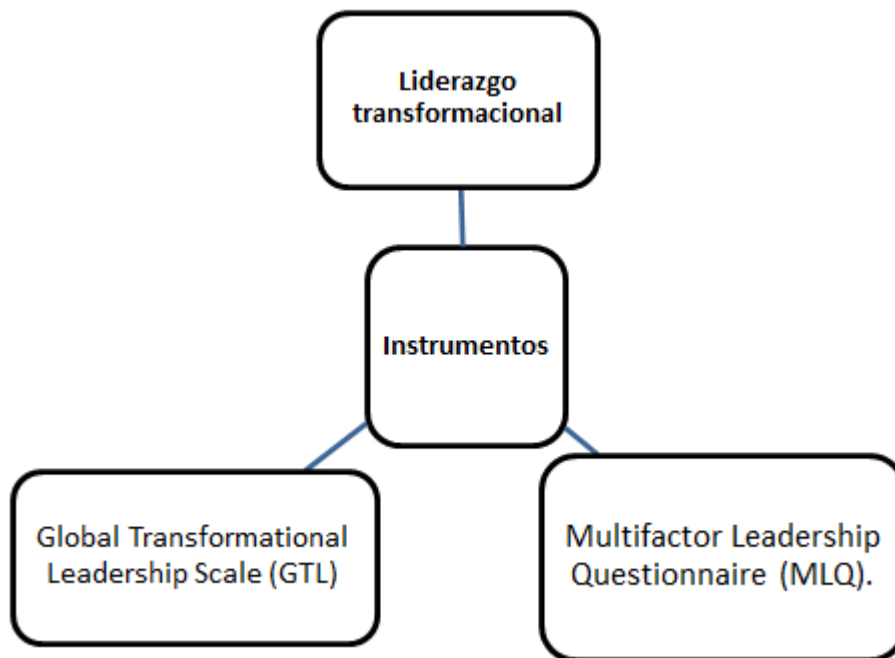 Liderazgo
transformacional
Instrumentos
Global Transformational
Leadership Scale (GTL)
Multifactor Leadership
Questionnaire (MLQ).